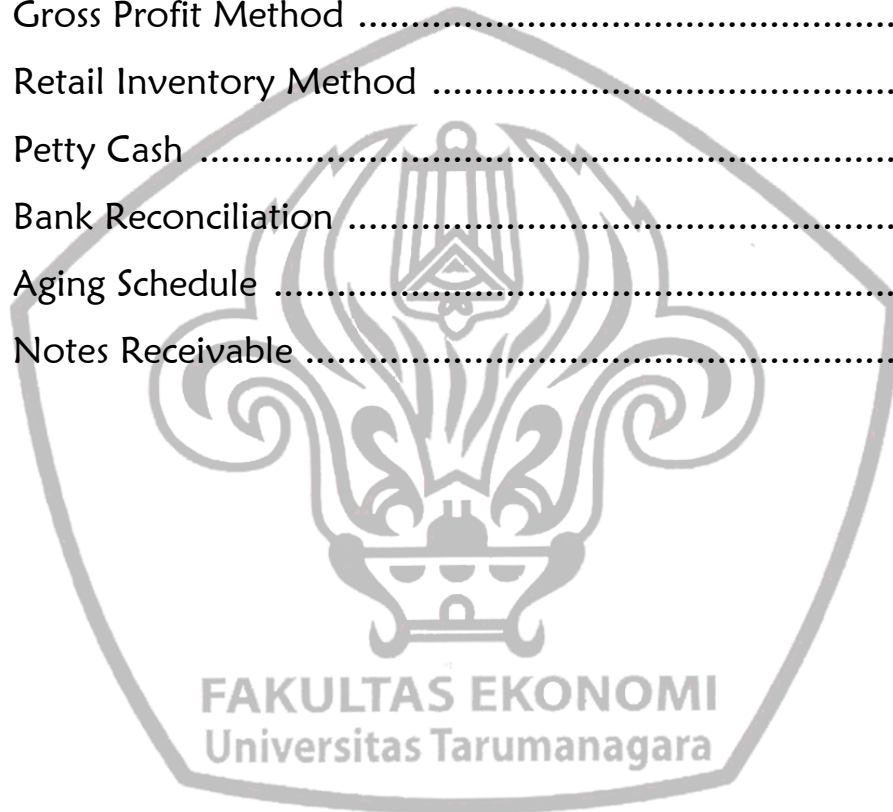 Gross Profit Method ..........................................................
Retail Inventory Method ..................................................
Petty Cash ..........................................................................
Bank Reconciliation ...........................................................
Aging Schedule ..................................................................
Notes Receivable ...............................................................
FAKULTAS EKONOMI
Universitas Tarumanagara